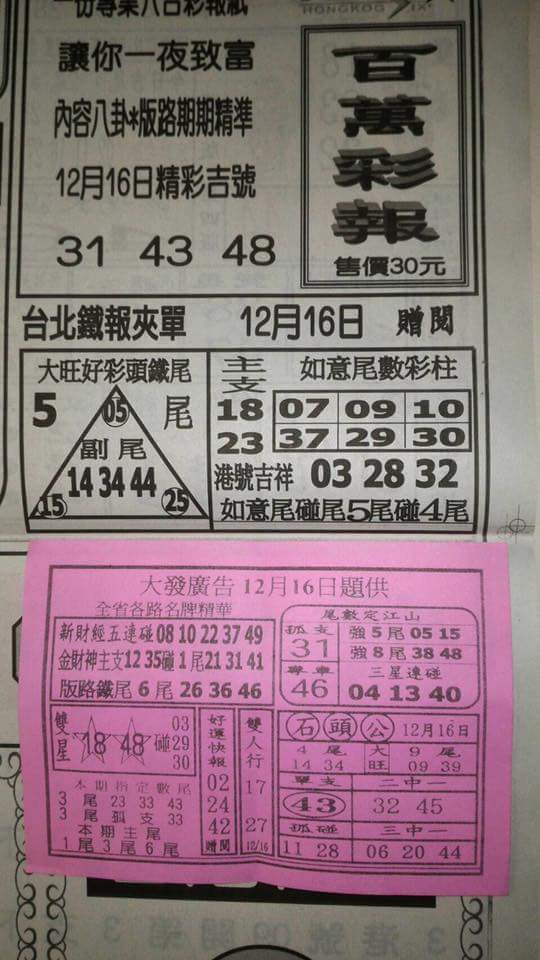 一份專業六合彩報紙
HONGKOG SIX
讓你一夜致富
內容八卦*版路期期精準
12月16日精彩吉號
31 43 48
百萬彩報
售價30元
台北鐵報夾單 12月16日 贈閱
大旺好彩頭鐵尾
5 05 尾
副尾
14 34 44
15 25
主支 如意尾數彩柱
18 07 09 10
23 37 29 30
港號吉祥 03 28 32
如意尾碰尾5尾碰4尾
大發廣告12月16日題供
全省各路名牌精華
新財經五連碰 08 10 22 37 49
金財神主支 12 35碰1尾21 31 41
版路鐵尾6尾 26 36 46
尾數定江山
孤支 強5尾 05 15
31 強8尾 38 48
聯車 三星連碰
46 04 13 40
雙星 18 48 碰 03 29 30
本期指定數尾
3尾 23 33 43
3尾孤支 33
本期主尾
1尾3尾6尾
好運快報
02
24
42
贈閱
雙人行
17
27
12/16
石頭公 12月16日
4尾 大 9尾
14 34 旺 09 39
單支 二中一
43 32 45
孤碰 三中一
11 28 06 20 44